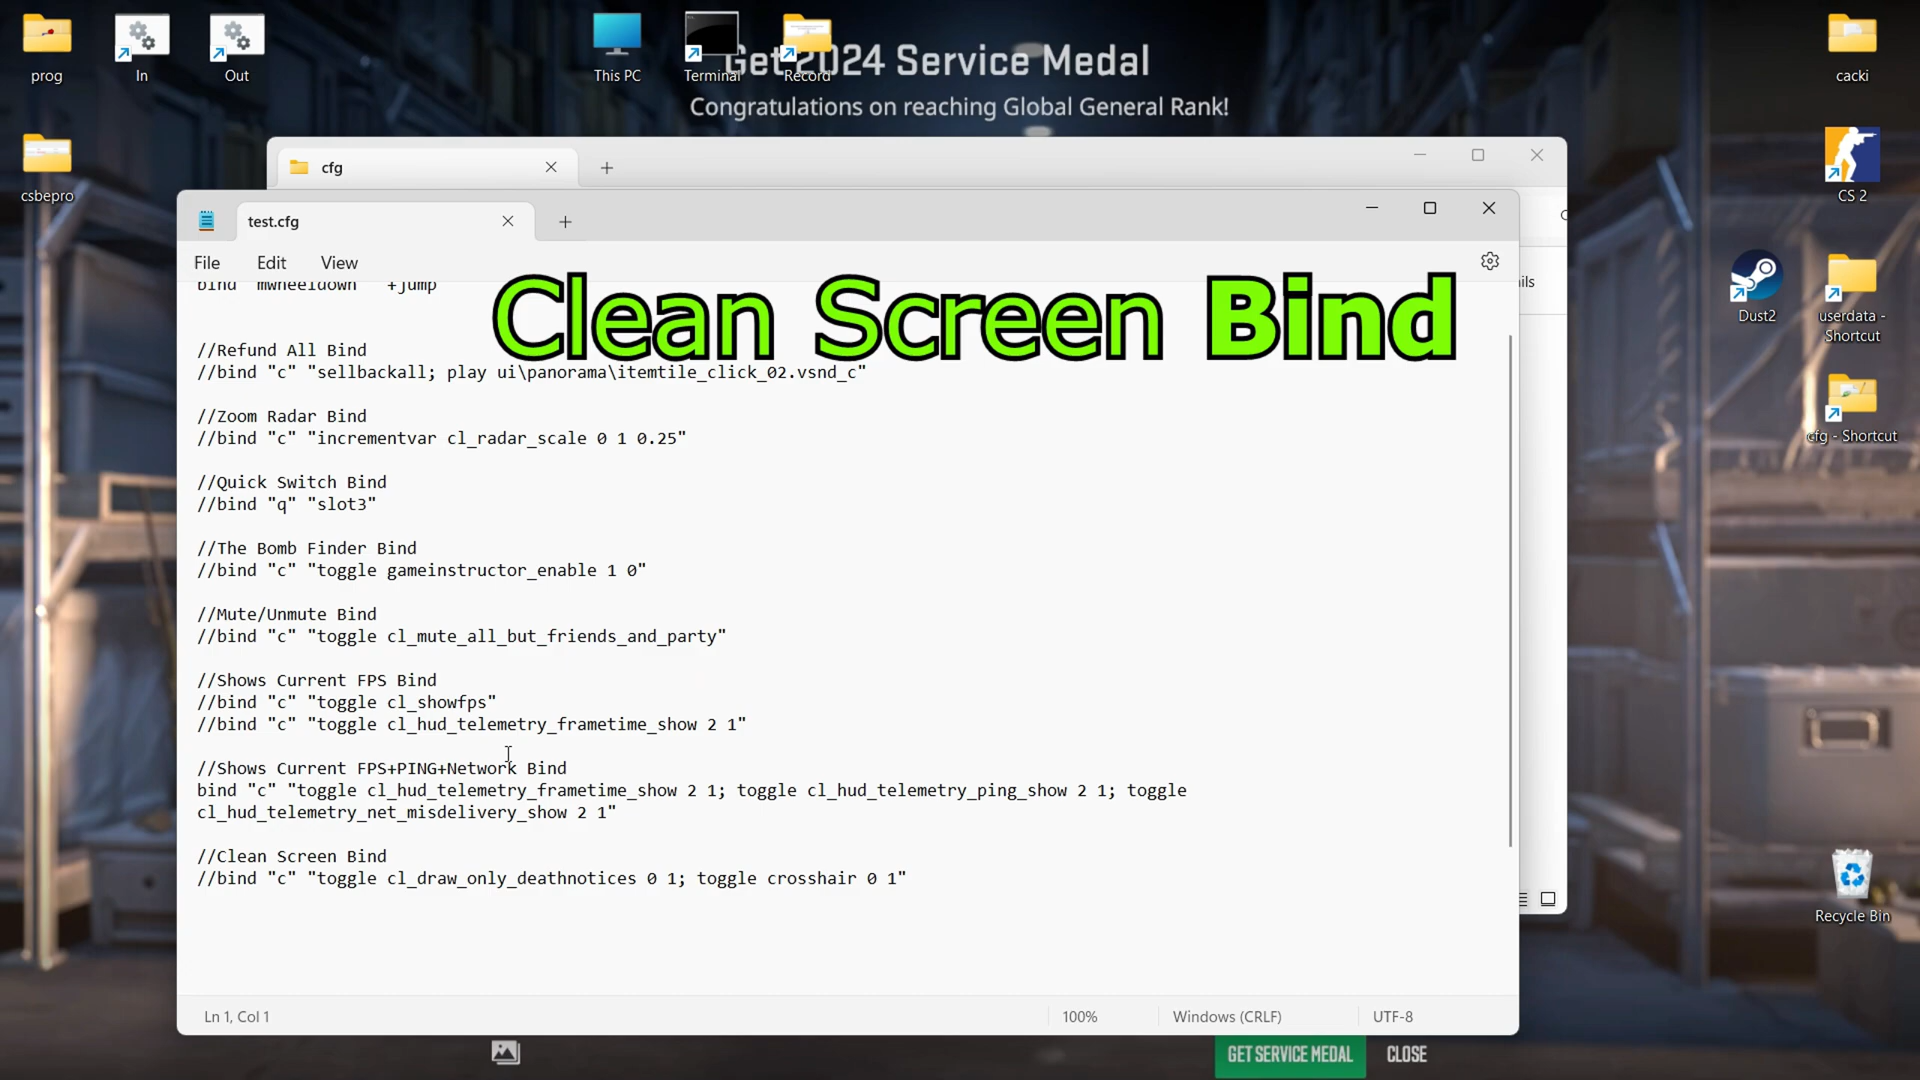 prog
In
Out
This PC
Terminal
Record
cacki
Get 2024 Service Medal
Congratulations on reaching Global General Rank!
csbepro
CS 2
Dust2
userdata -
Shortcut
cfg - Shortcut
Recycle Bin
cfg
ils
test.cfg
File
Edit
View
Clean Screen Bind
bind "mwheeldown" "+jump"
//Refund All Bind
//bind "c" "sellbackall; play ui\panorama\itemtile_click_02.vsnd_c"
//Zoom Radar Bind
//bind "c" "incrementvar cl_radar_scale 0 1 0.25"
//Quick Switch Bind
//bind "q" "slot3"
//The Bomb Finder Bind
//bind "c" "toggle gameinstructor_enable 1 0"
//Mute/Unmute Bind
//bind "c" "toggle cl_mute_all_but_friends_and_party"
//Shows Current FPS Bind
//bind "c" "toggle cl_showfps"
//bind "c" "toggle cl_hud_telemetry_frametime_show 2 1"
//Shows Current FPS+PING+Network Bind
bind "c" "toggle cl_hud_telemetry_frametime_show 2 1; toggle cl_hud_telemetry_ping_show 2 1; toggle
cl_hud_telemetry_net_misdelivery_show 2 1"
//Clean Screen Bind
//bind "c" "toggle cl_draw_only_deathnotices 0 1; toggle crosshair 0 1"
Ln 1, Col 1
100%
Windows (CRLF)
UTF-8
GET SERVICE MEDAL
CLOSE